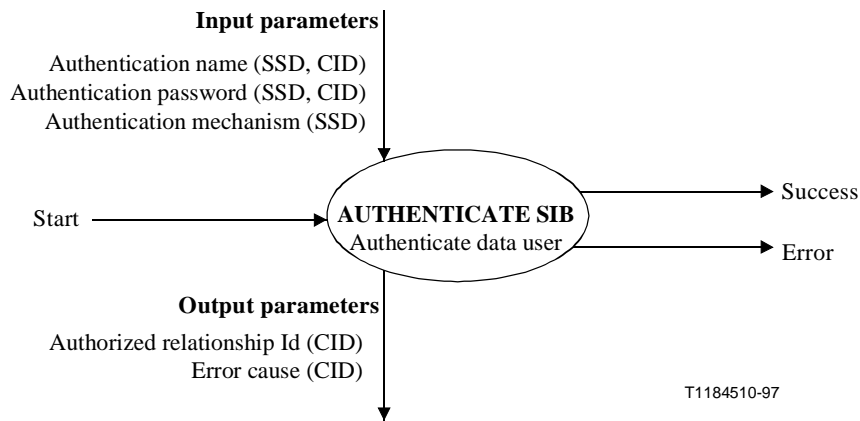 Input parameters
Authentication name (SSD, CID)
Authentication password (SSD, CID)
Authentication mechanism (SSD)
Start
AUTHENTICATE SIB
Authenticate data user
Success
Error
Output parameters
Authorized relationship Id (CID)
Error cause (CID)
T1184510-97